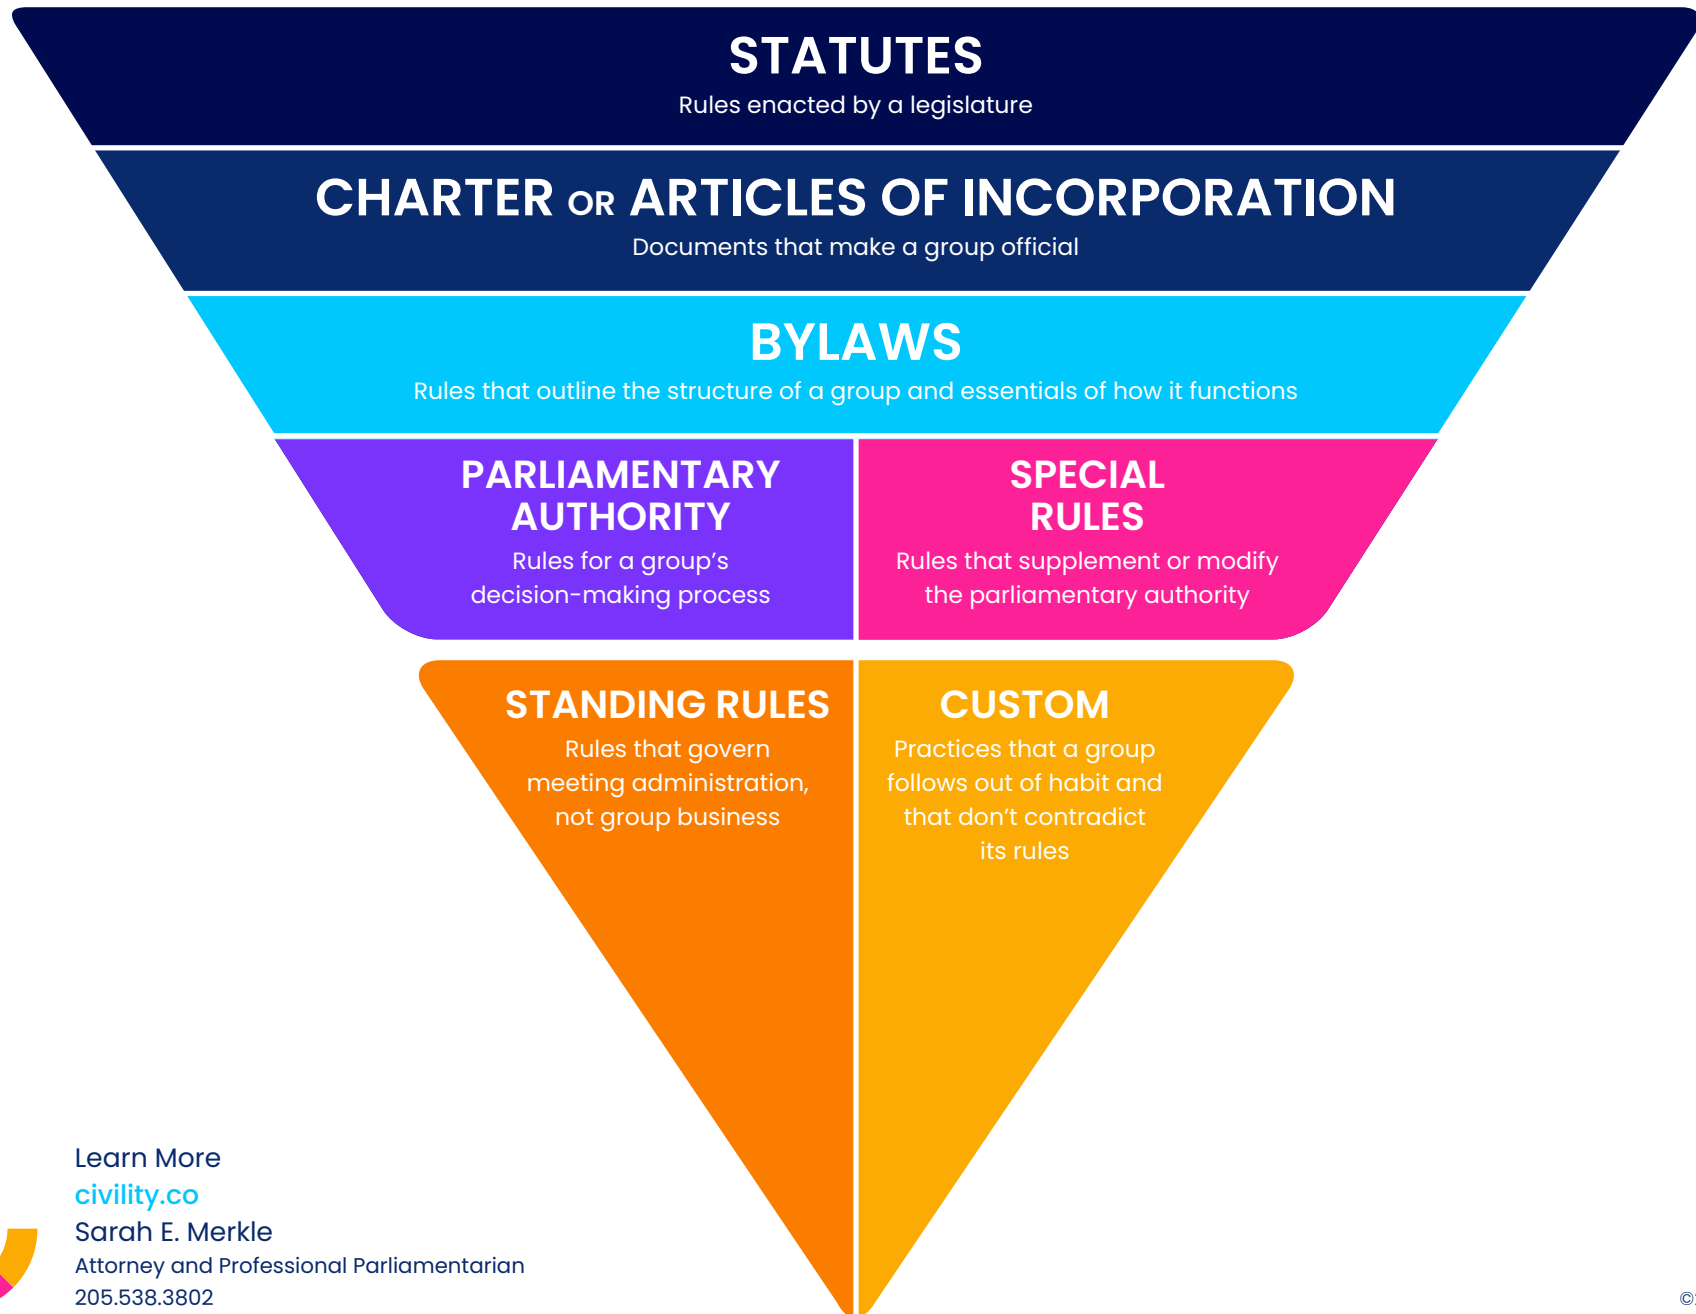 STATUTES
Rules enacted by a legislature
CHARTER OR ARTICLES OF INCORPORATION
Documents that make a group official
BYLAWS
Rules that outline the structure of a group and essentials of how it functions
PARLIAMENTARY
AUTHORITY
Rules for a group’s
decision-making process
SPECIAL
RULES
Rules that supplement or modify
the parliamentary authority
STANDING RULES
Rules that govern
meeting administration,
not group business
CUSTOM
Practices that a group
follows out of habit and
that don’t contradict
its rules
Learn More
civility.co
Sarah E. Merkle
Attorney and Professional Parliamentarian
205.538.3802
©